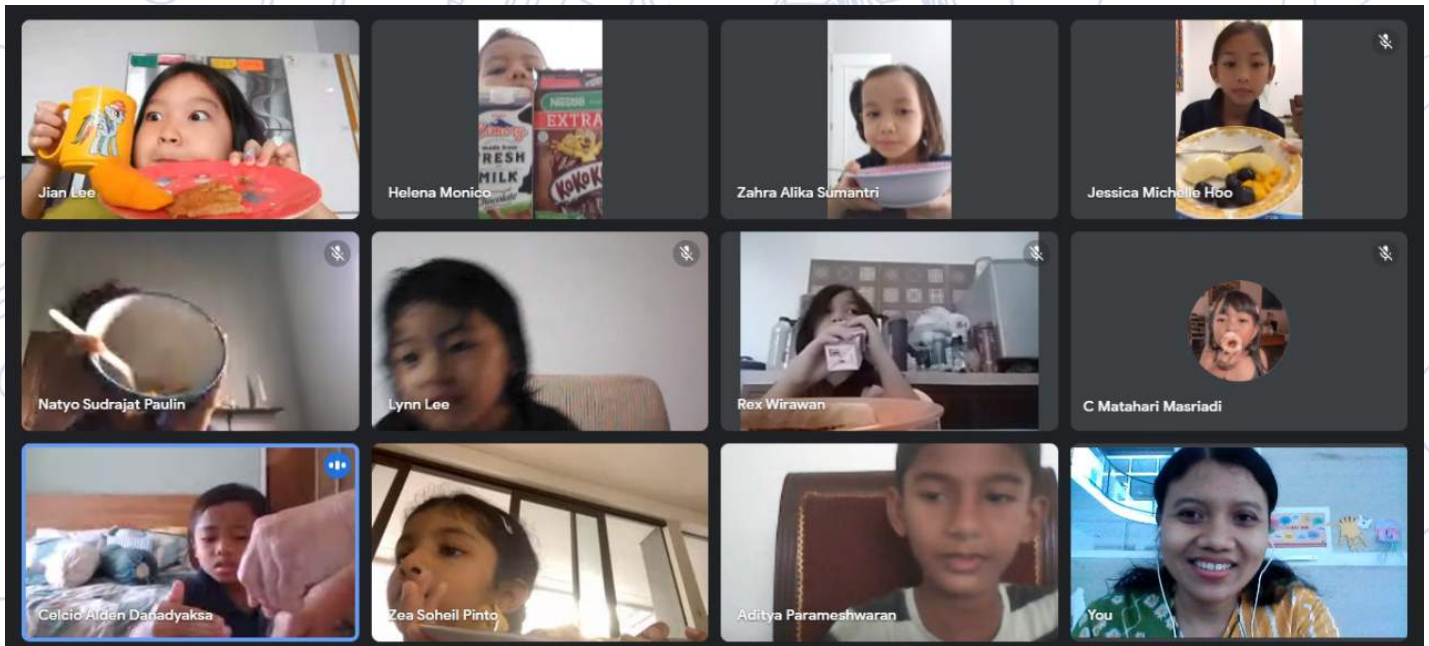 Jian Lee
Helena Monico
RESH
MILK
Nestlé
EXTRA
KOKO K
Zahra Alika Sumantri
Jessica Michelle Hoo
Natyo Sudrajat Paulin
Lynn Lee
Rex Wirawan
C Matahari Masriadi
Celcio Alden Danadyaksa
Zea Soheil Pinto
Aditya Parameshwaran
You